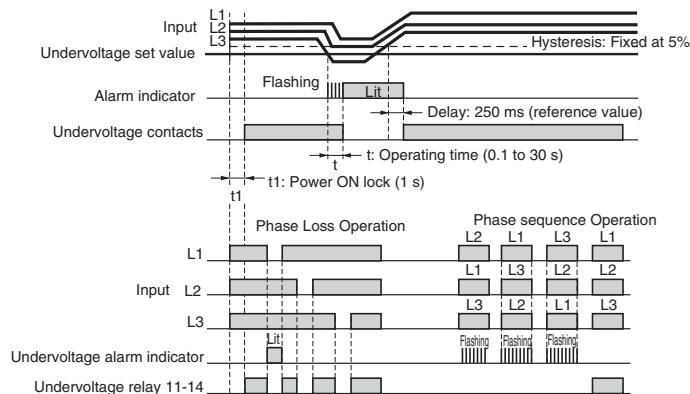 L1
Input L2
L3
Undervoltage set value
Hysteresis: Fixed at 5%
Flashing
Alarm indicator
Lit
Delay: 250 ms (reference value)
Undervoltage contacts
t: Operating time (0.1 to 30 s)
t
t1: Power ON lock (1 s)
t1
Phase Loss Operation
Phase sequence Operation
L2 L1 L3 L1
L1
L1 L3 L2 L2
Input L2
L3 L2 L1 L3
L3
Lit
Flashing Flashing Flashing
Undervoltage alarm indicator
Undervoltage relay 11-14